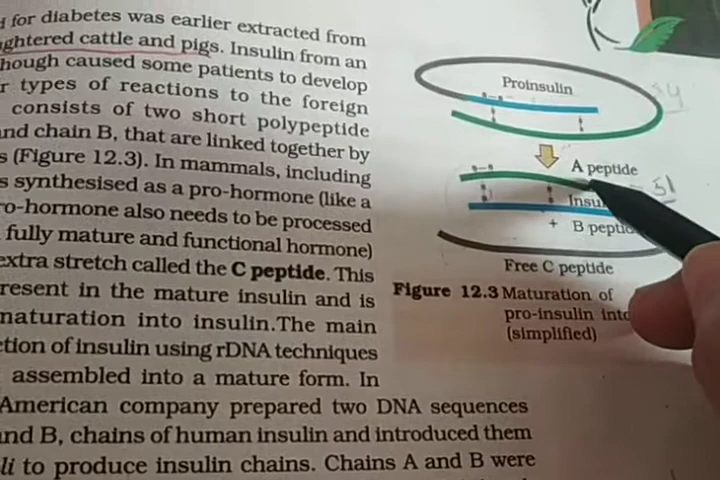 for diabetes was earlier extracted from
ghtered cattle and pigs. Insulin from an
hough caused some patients to develop
r types of reactions to the foreign
consists of two short polypeptide
nd chain B, that are linked together by
s (Figure 12.3). In mammals, including
s synthesised as a pro-hormone (like a
ro-hormone also needs to be processed
fully mature and functional hormone)
extra stretch called the C peptide. This
resent in the mature insulin and is
naturation into insulin.The main
ction of insulin using rDNA techniques
assembled into a mature form. In
American company prepared two DNA sequences
nd B, chains of human insulin and introduced them
li to produce insulin chains. Chains A and B were
Proinsulin
A peptide
51
Insu
+ B peptid
Free C peptide
Figure 12.3 Maturation of
pro-insulin into
(simplified)